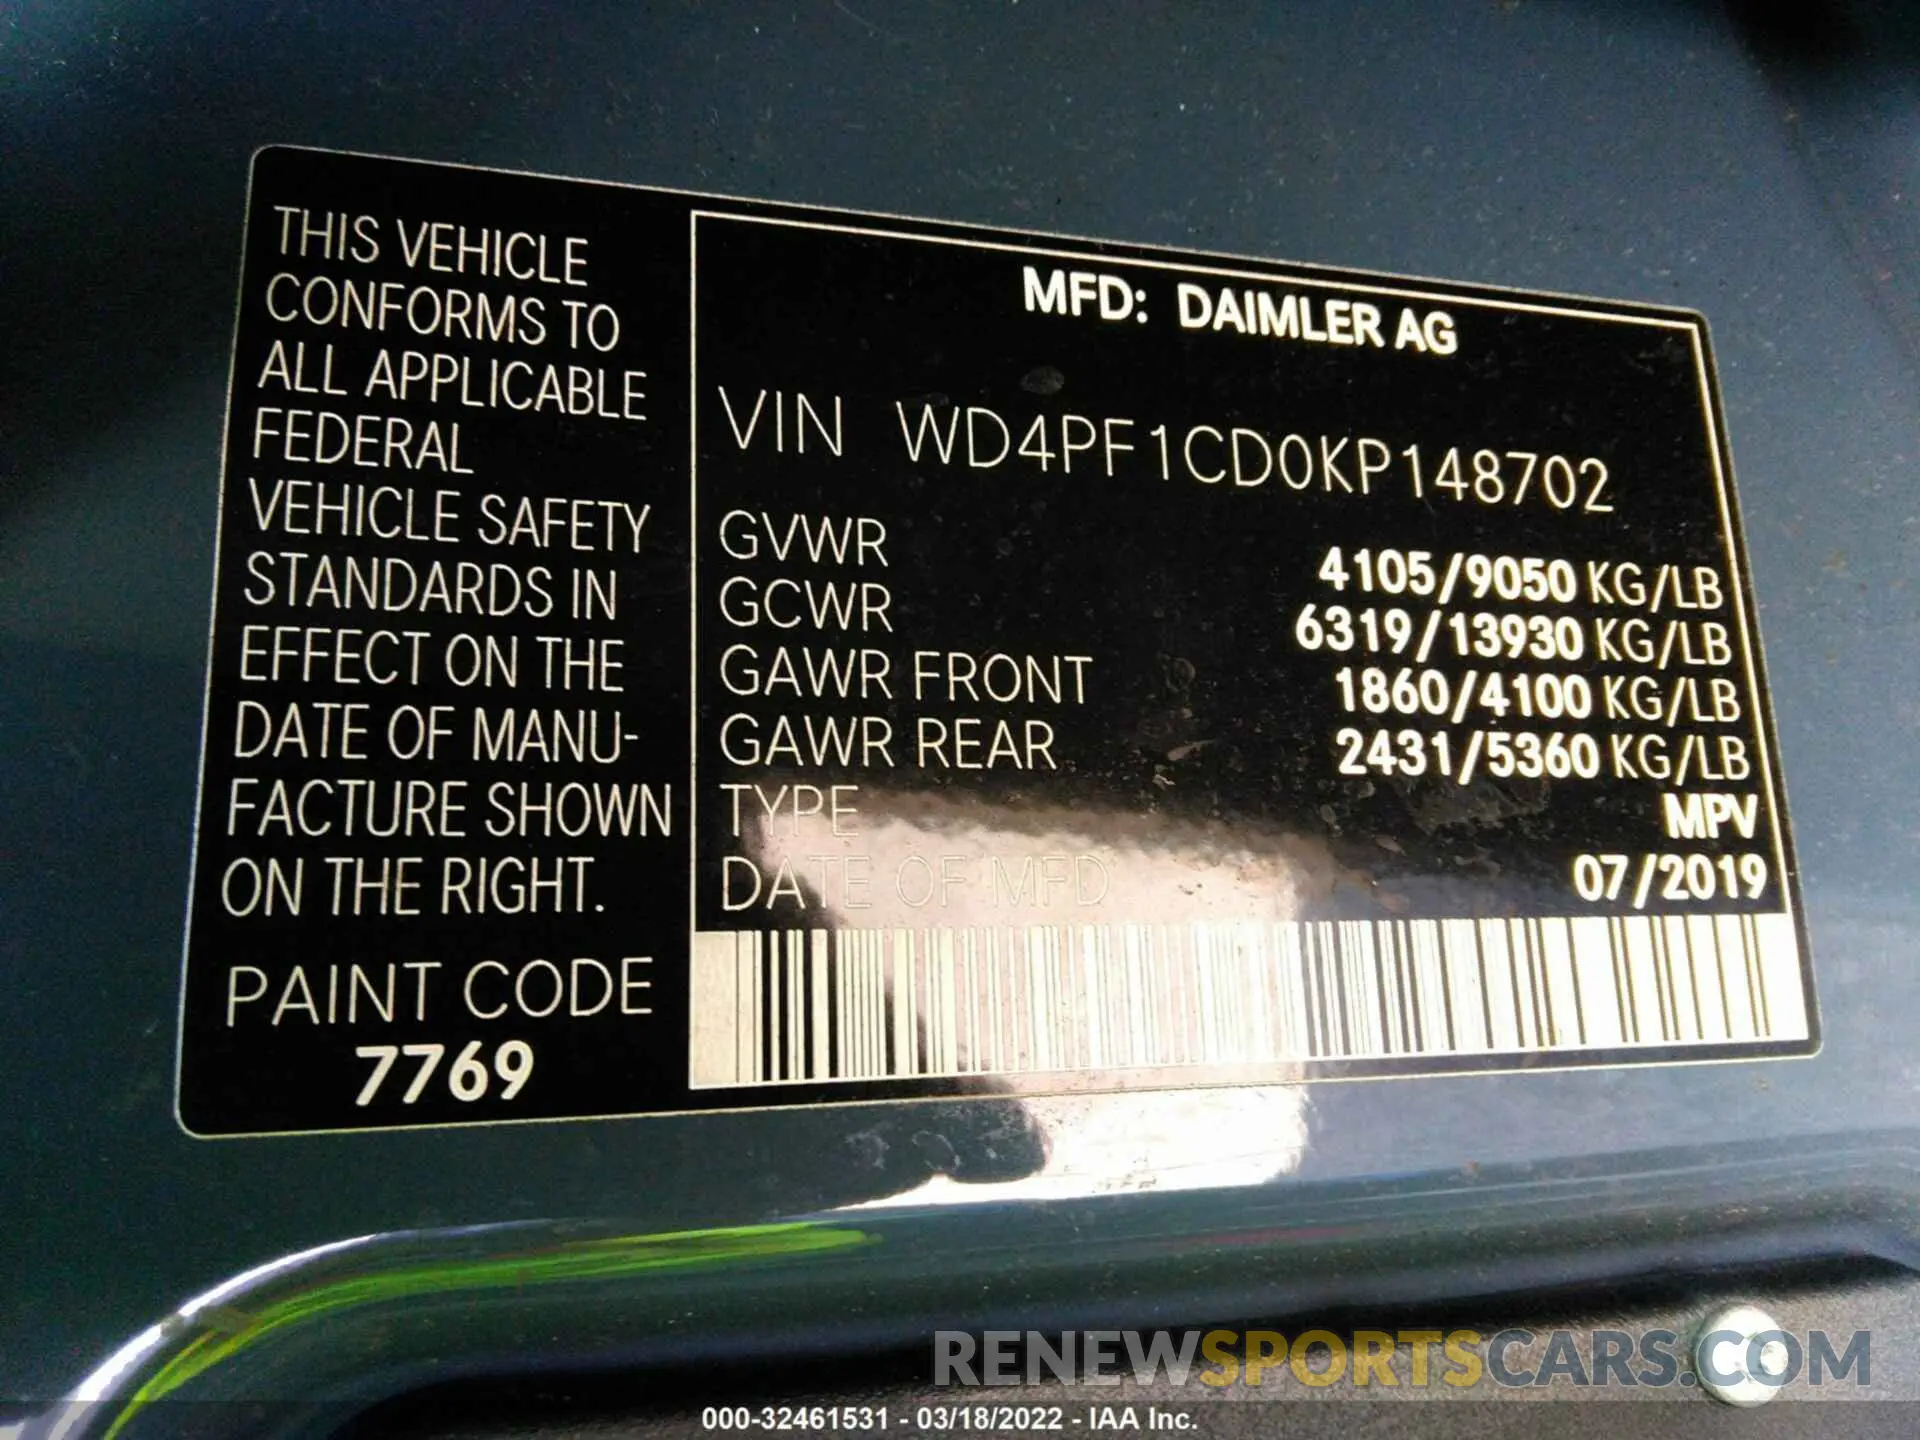 THIS VEHICLE
CONFORMS TO
ALL APPLICABLE
FEDERAL
VEHICLE SAFETY
STANDARDS IN
EFFECT ON THE
DATE OF MANU-
FACTURE SHOWN
ON THE RIGHT.
PAINT CODE
7769
MFD: DAIMLER AG
VIN WD4PF1CD0KP148702
GVWR 4105/9050 KG/LB
GCWR 6319/13930 KG/LB
GAWR FRONT 1860/4100 KG/LB
GAWR REAR 2431/5360 KG/LB
TYPE MPV
DATE OF MFD 07/2019
RENEWSPORTSCARS.COM
000-32461531 - 03/18/2022 - IAA Inc.